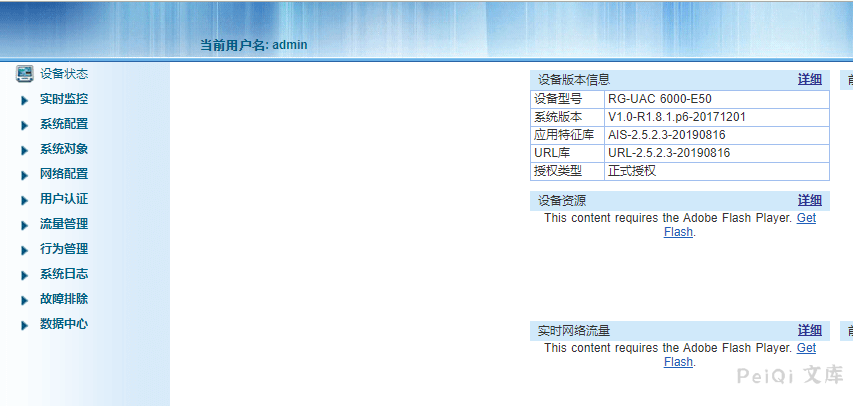 当前用户名: admin
设备状态
实时监控
系统配置
系统对象
网络配置
用户认证
流量管理
行为管理
系统日志
故障排除
数据中心
设备版本信息 详细
设备型号 RG-UAC 6000-E50
系统版本 V1.0-R1.8.1.p6-20171201
应用特征库 AIS-2.5.2.3-20190816
URL库 URL-2.5.2.3-20190816
授权类型 正式授权
设备资源 详细
This content requires the Adobe Flash Player. Get
Flash.
实时网络流量 详细
This content requires the Adobe Flash Player. Get
Flash.
PeiQi 文库